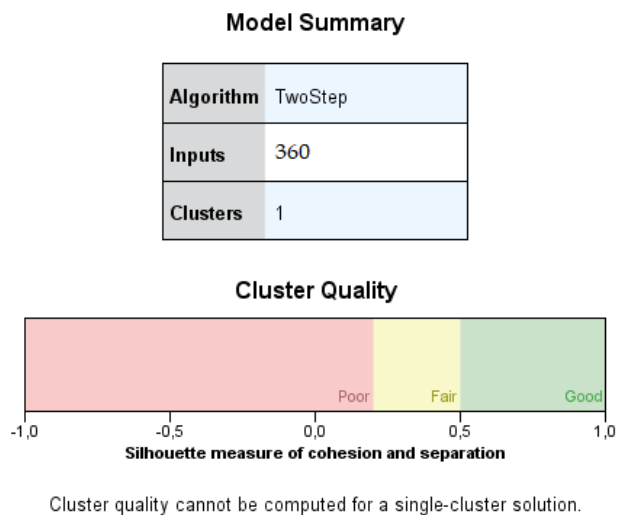 Model Summary
Algorithm TwoStep
Inputs 360
Clusters 1
Cluster Quality
Poor Fair Good
-1,0 -0,5 0,0 0,5 1,0
Silhouette measure of cohesion and separation
Cluster quality cannot be computed for a single-cluster solution.